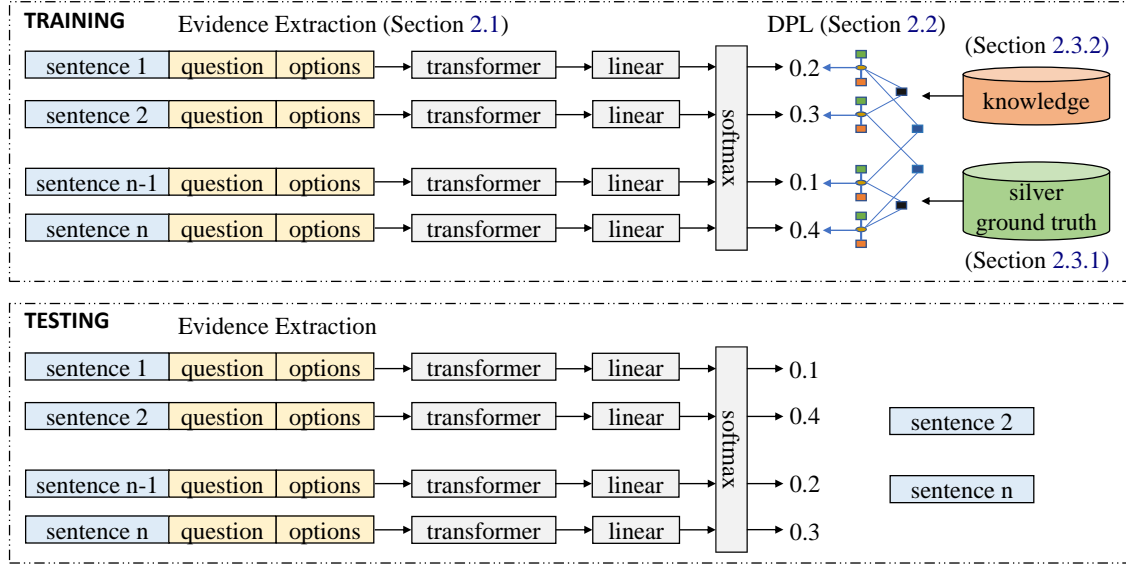 TRAINING Evidence Extraction (Section 2.1) DPL (Section 2.2)
(Section 2.3.2)
sentence 1 question options transformer linear 0.2
knowledge
sentence 2 question options transformer linear 0.3
softmax
sentence n-1 question options transformer linear 0.1
silver
ground truth
sentence n question options transformer linear 0.4
(Section 2.3.1)
TESTING Evidence Extraction
sentence 1 question options transformer linear 0.1
sentence 2 question options transformer linear 0.4
sentence 2
softmax
sentence n-1 question options transformer linear 0.2
sentence n
sentence n question options transformer linear 0.3